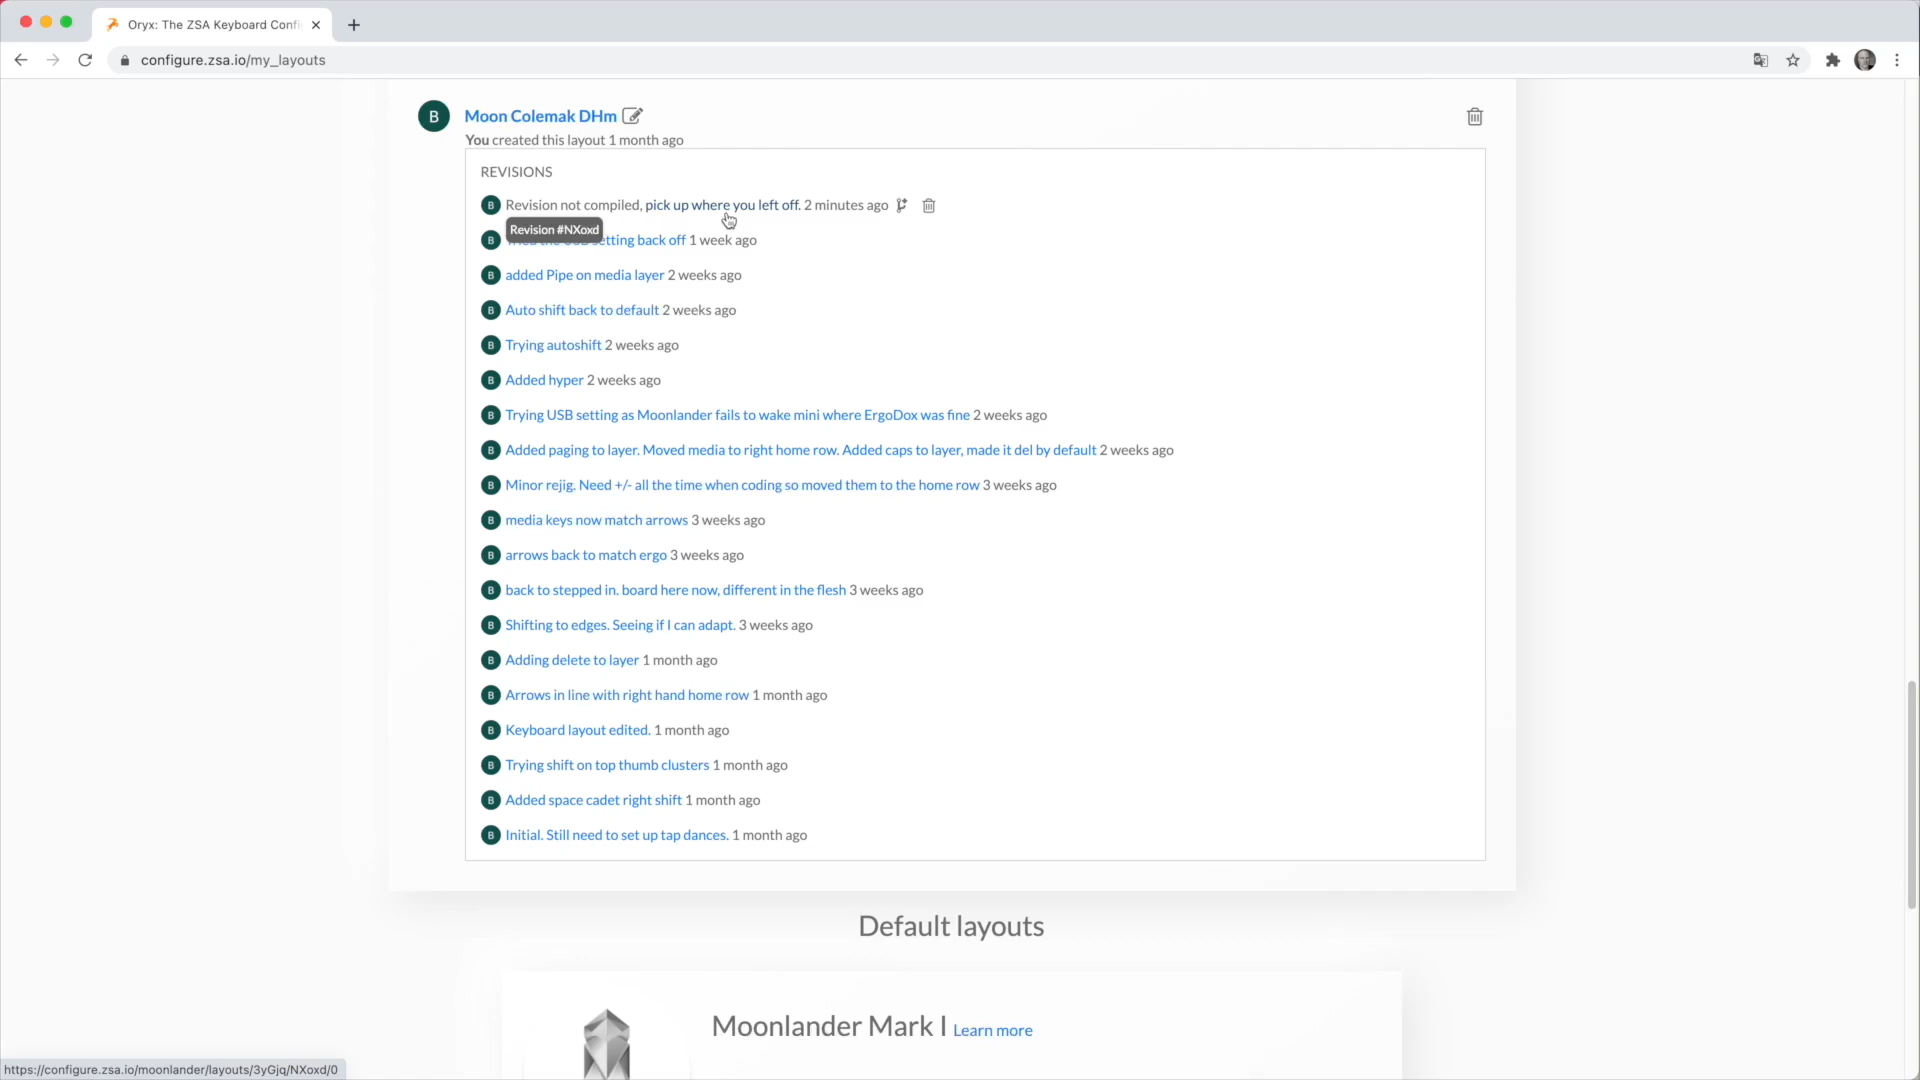 Oryx: The ZSA Keyboard Confi
configure.zsa.io/my_layouts
B
Moon Colemak DHm
You created this layout 1 month ago
REVISIONS
B Revision not compiled, pick up where you left off. 2 minutes ago
Revision #NXoxd
B setting back off 1 week ago
B added Pipe on media layer 2 weeks ago
B Auto shift back to default 2 weeks ago
B Trying autoshift 2 weeks ago
B Added hyper 2 weeks ago
B Trying USB setting as Moonlander fails to wake mini where ErgoDox was fine 2 weeks ago
B Added paging to layer. Moved media to right home row. Added caps to layer, made it del by default 2 weeks ago
B Minor rejig. Need +/- all the time when coding so moved them to the home row 3 weeks ago
B media keys now match arrows 3 weeks ago
B arrows back to match ergo 3 weeks ago
B back to stepped in. board here now, different in the flesh 3 weeks ago
B Shifting to edges. Seeing if I can adapt. 3 weeks ago
B Adding delete to layer 1 month ago
B Arrows in line with right hand home row 1 month ago
B Keyboard layout edited. 1 month ago
B Trying shift on top thumb clusters 1 month ago
B Added space cadet right shift 1 month ago
B Initial. Still need to set up tap dances. 1 month ago
Default layouts
Moonlander Mark I Learn more
https://configure.zsa.io/moonlander/layouts/3yGjq/NXoxd/0